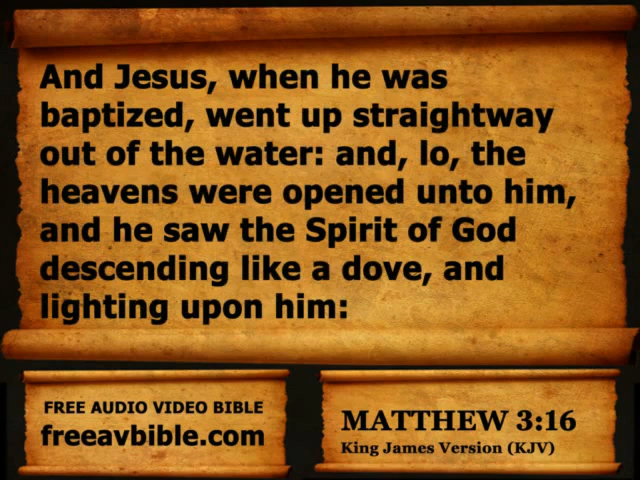 And Jesus, when he was
baptized, went up straightway
out of the water: and, lo, the
heavens were opened unto him,
and he saw the Spirit of God
descending like a dove, and
lighting upon him:
FREE AUDIO VIDEO BIBLE
freeavbible.com
MATTHEW 3:16
King James Version (KJV)